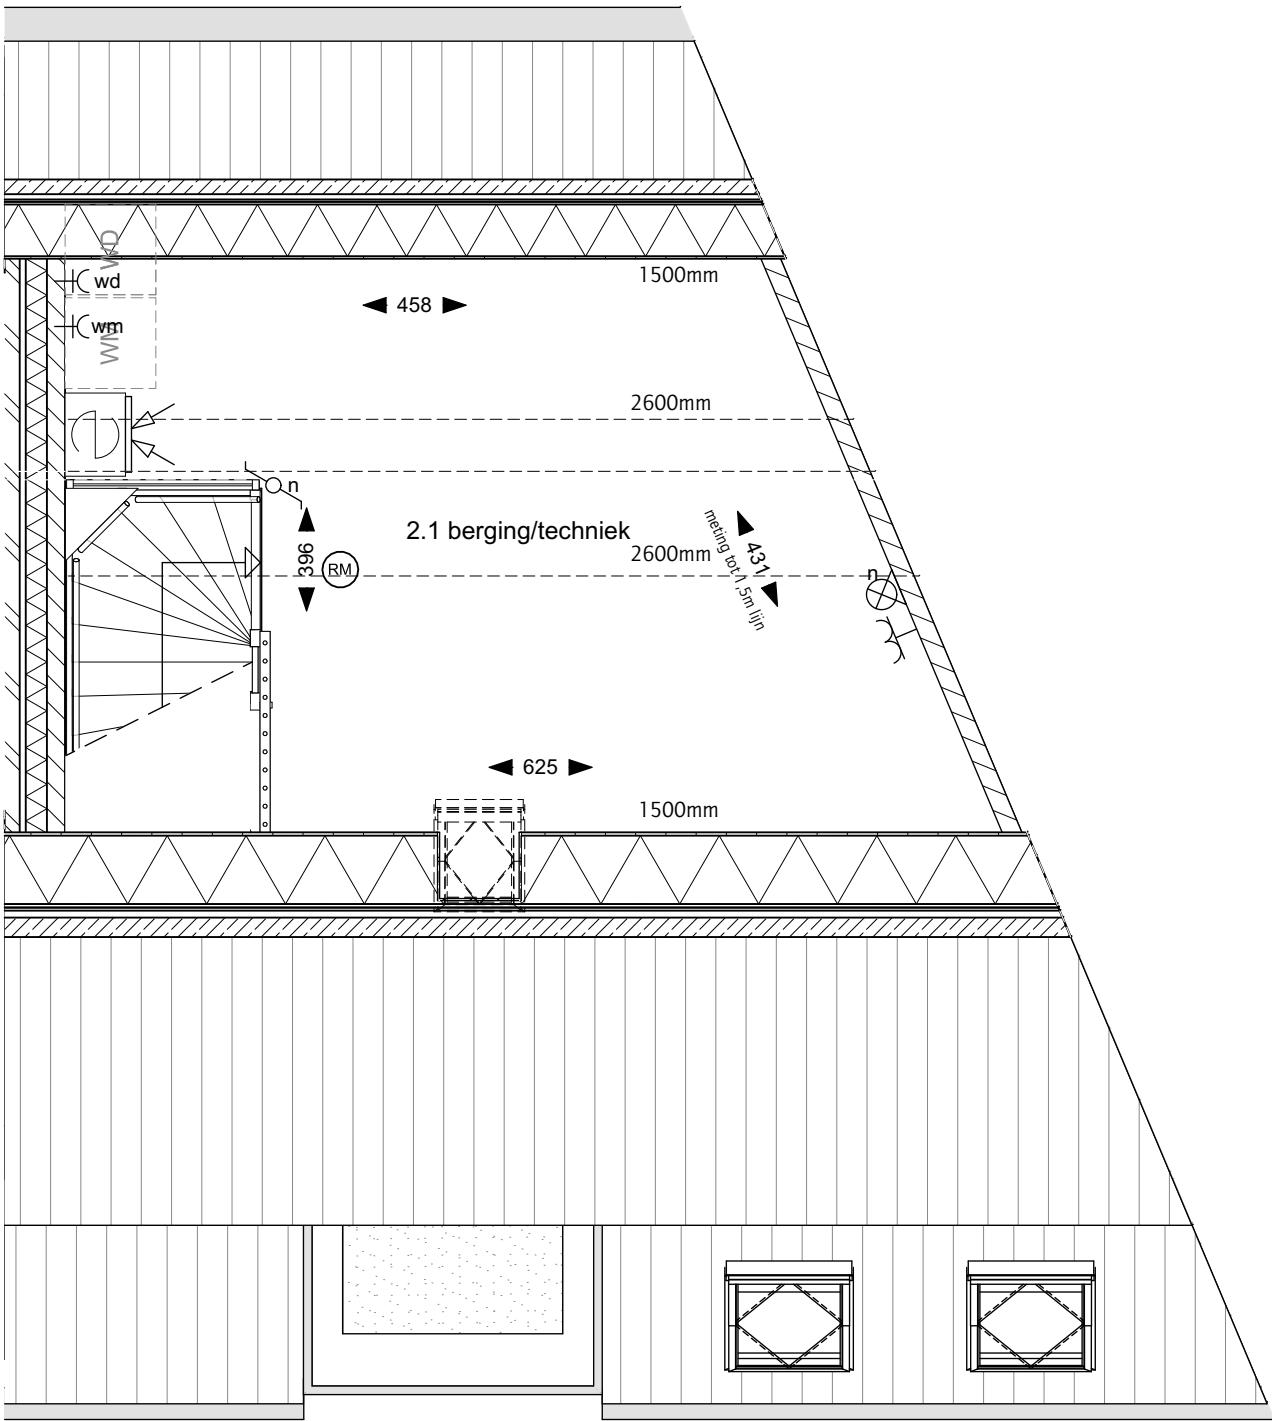 WD
1500mm
wd
458
wm
WM
2600mm
n
2.1 berging/techniek
396
RM
2600mm
431
meting tot 1,5m lijn
n
625
1500mm